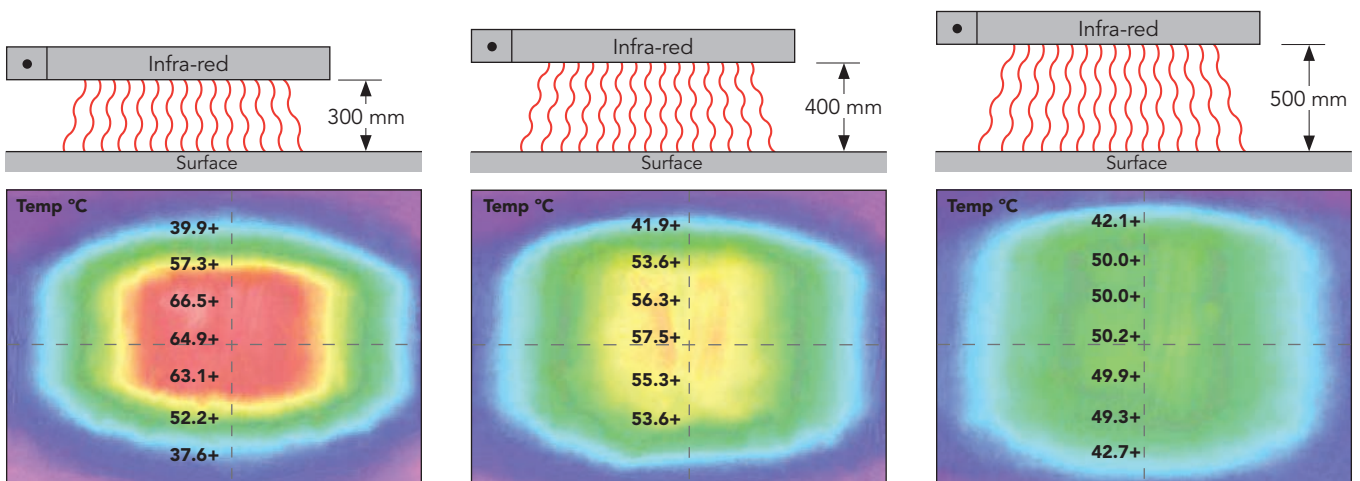 Infra-red
300 mm
Surface
Temp °C
39.9+
57.3+
66.5+
64.9+
63.1+
52.2+
37.6+
Infra-red
400 mm
Surface
Temp °C
41.9+
53.6+
56.3+
57.5+
55.3+
53.6+
Infra-red
500 mm
Surface
Temp °C
42.1+
50.0+
50.0+
50.2+
49.9+
49.3+
42.7+